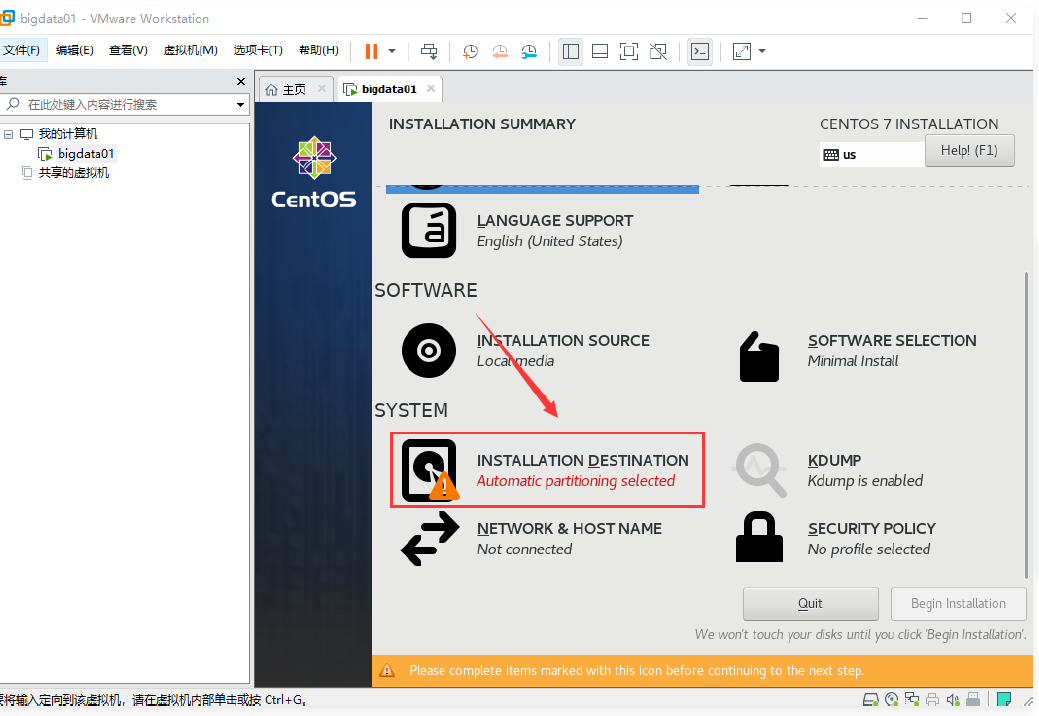 bigdata01 - VMware Workstation
文件(F) 编辑(E) 查看(V) 虚拟机(M) 选项卡(T) 帮助(H)
库
在此处键入内容进行搜索
我的计算机
bigdata01
共享的虚拟机
主页 bigdata01
CentOS
INSTALLATION SUMMARY
CENTOS 7 INSTALLATION
us
Help! (F1)
LANGUAGE SUPPORT
English (United States)
SOFTWARE
INSTALLATION SOURCE
Local media
SOFTWARE SELECTION
Minimal Install
SYSTEM
INSTALLATION DESTINATION
Automatic partitioning selected
KDUMP
Kdump is enabled
NETWORK & HOST NAME
Not connected
SECURITY POLICY
No profile selected
Quit
Begin Installation
We won't touch your disks until you click 'Begin Installation'.
Please complete items marked with this icon before continuing to the next step.
要将输入定向到该虚拟机，请在虚拟机内部单击或按 Ctrl+G。